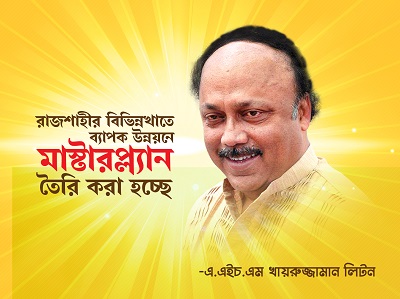 রাজশাহীর বিভিন্নখাতে
ব্যাপক উন্নয়নে
মাস্টারপ্ল্যান
তৈরি করা হচ্ছে
-এ.এইচ.এম খায়রুজ্জামান লিটন